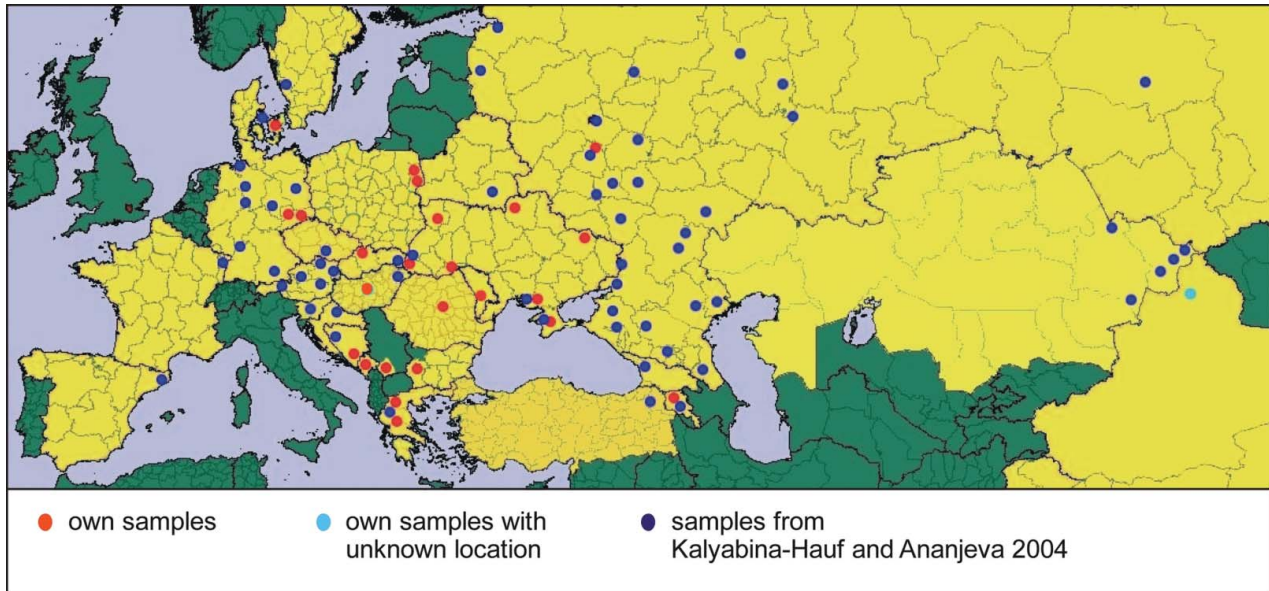 own samples
own samples with
unknown location
samples from
Kalyabina-Hauf and Ananjeva 2004